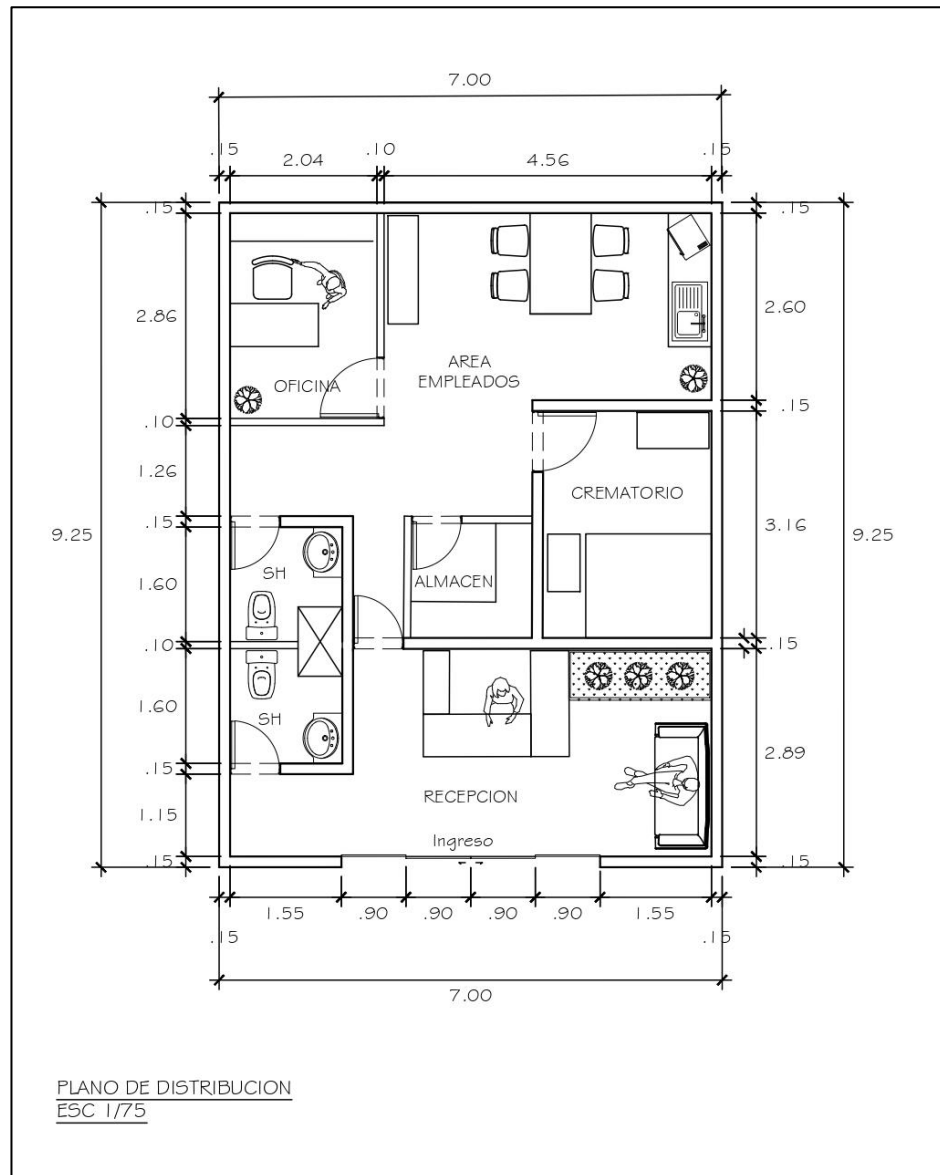 7.00
.15 2.04 .10 4.56 .15
.15 .15
2.86 2.60
AREA
EMPLEADOS
OFICINA
.15
.10
1.26
CREMATORIO
.15 3.16
9.25 9.25
SH
ALMACEN
1.60
.10 .15
1.60
SH
2.89
.15
RECEPCION
1.15
Ingreso
.15 .15
1.55 .90 .90 .90 .90 1.55
.15 .15
7.00
PLANO DE DISTRIBUCION
ESC 1/75